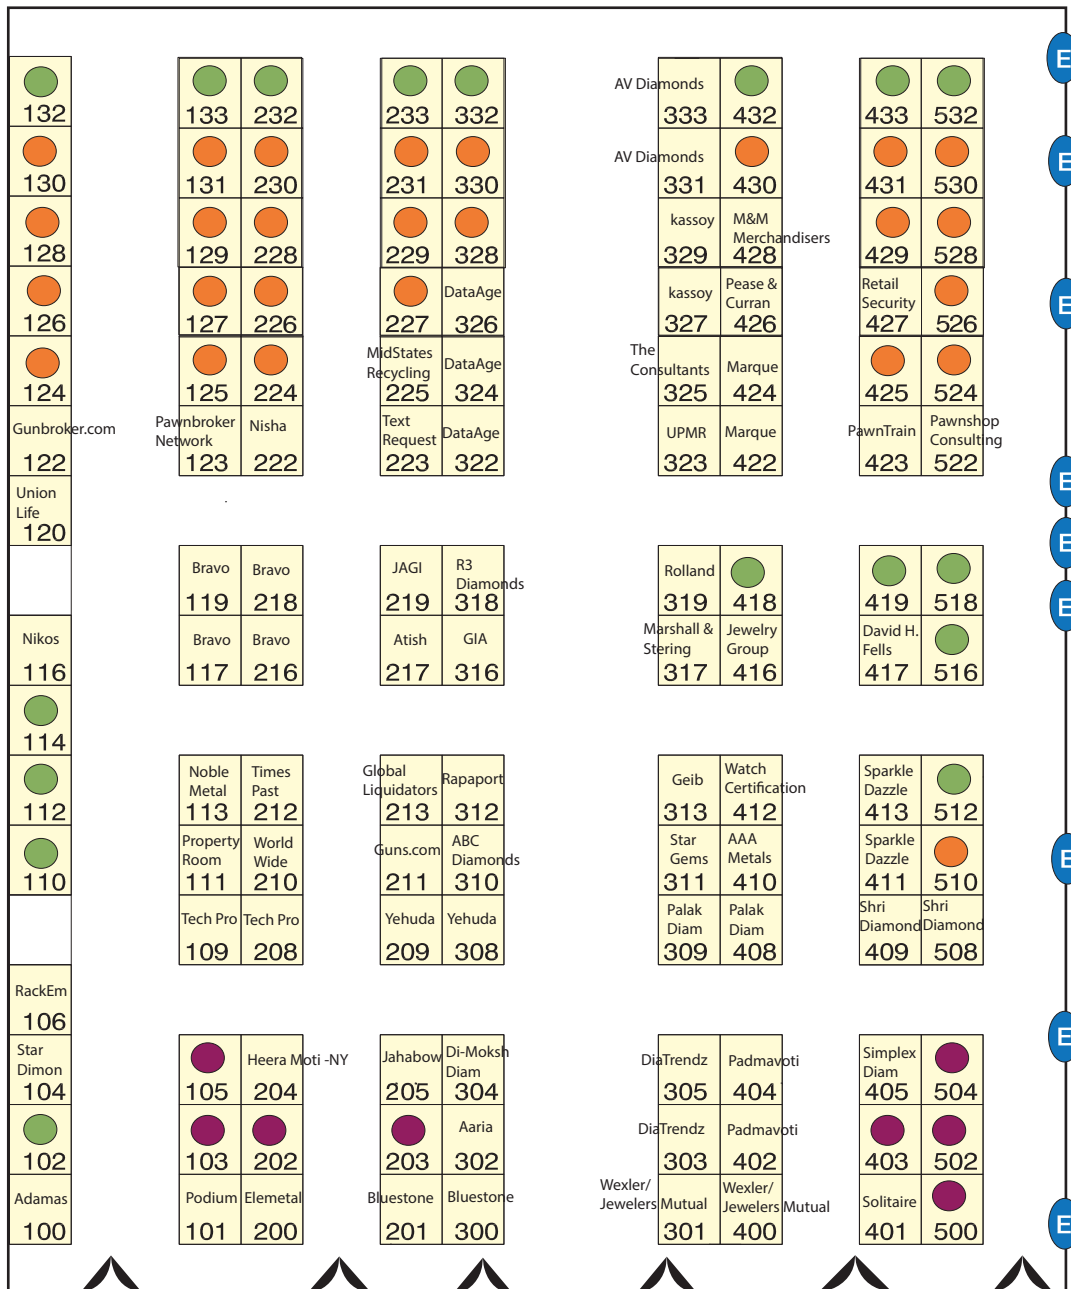 132
133 232
233 332
AV Diamonds
333 432
433 532
E
130
131 230
231 330
AV Diamonds
331 430
431 530
E
128
129 228
229 328
kassoy
329
M&M
Merchandisers
428
429 528
126
127 226
227
DataAge
326
kassoy
327
Pease &
Curran
426
Retail
Security
427
526
E
124
125 224
MidStates
Recycling
225
DataAge
324
The
Consultants
325
Marque
424
425 524
Gunbroker.com
122
Pawnbroker
Network
123
Nisha
222
Text
Request
223
DataAge
322
UPMR
323
Marque
422
PawnTrain
423
Pawnshop
Consulting
522
E
Union
Life
120
E
Bravo
119
Bravo
218
JAGI
219
R3
Diamonds
318
Rolland
319
418
419 518
E
Nikos
116
Bravo
117
Bravo
216
Atish
217
GIA
316
Marshall &
Stering
317
Jewelry
Group
416
David H.
Fells
417
516
114
112
Noble
Metal
113
Times
Past
212
Global
Liquidators
213
Rapaport
312
Geib
313
Watch
Certification
412
Sparkle
Dazzle
413
512
110
Property
Room
111
World
Wide
210
Guns.com
211
ABC
Diamonds
310
Star
Gems
311
AAA
Metals
410
Sparkle
Dazzle
411
510
E
Tech Pro
109
Tech Pro
208
Yehuda
209
Yehuda
308
Palak
Diam
309
Palak
Diam
408
Shri
Diamond
409
Shri
Diamond
508
RackEm
106
E
Star
Dimon
104
105
Heera Moti -NY
204
Jahabow
205
Di-Moksh
Diam
304
DiaTrendz
305
Padmavoti
404
Simplex
Diam
405
504
102
103 202
203
Aaria
302
DiaTrendz
303
Padmavoti
402
403 502
Adamas
100
Podium
101
Elemetal
200
Bluestone
201
Bluestone
300
Wexler/
Jewelers Mutual
301
Wexler/
Jewelers Mutual
400
Solitaire
401
500
E